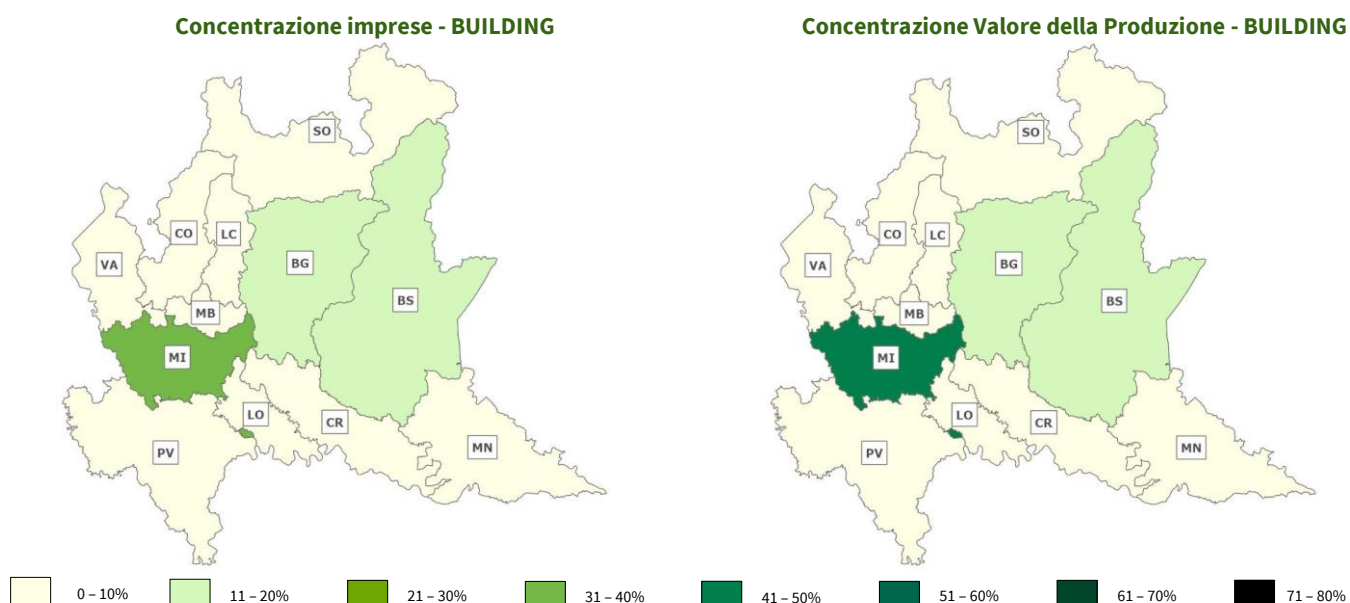 Concentrazione imprese - BUILDING
SO
CO
LC
VA
BG
BS
MB
MI
LO
CR
PV
MN
Concentrazione Valore della Produzione - BUILDING
SO
CO
LC
VA
BG
BS
MB
MI
LO
CR
PV
MN
0 – 10%
11 – 20%
21 – 30%
31 – 40%
41 – 50%
51 – 60%
61 – 70%
71 – 80%